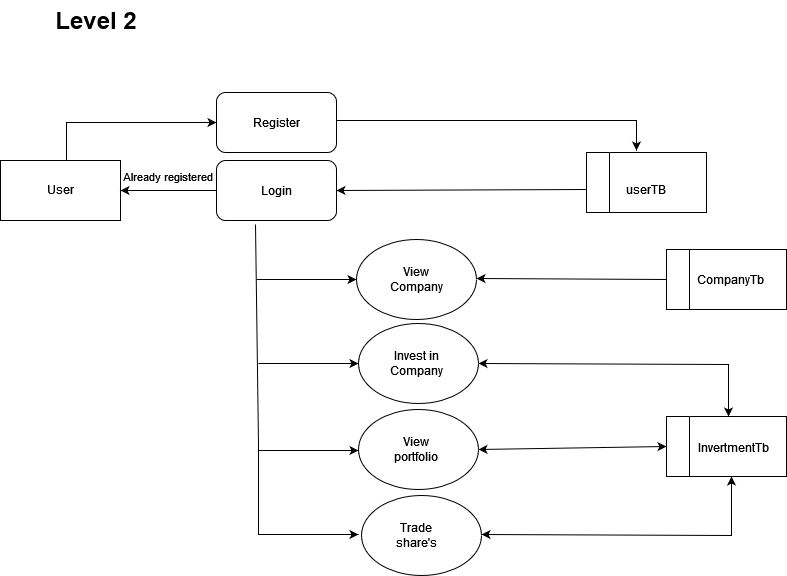 Level 2
Register
Already registered
User
Login
userTB
View
Company
CompanyTb
Invest in
Company
View
portfolio
InvertmentTb
Trade
share's